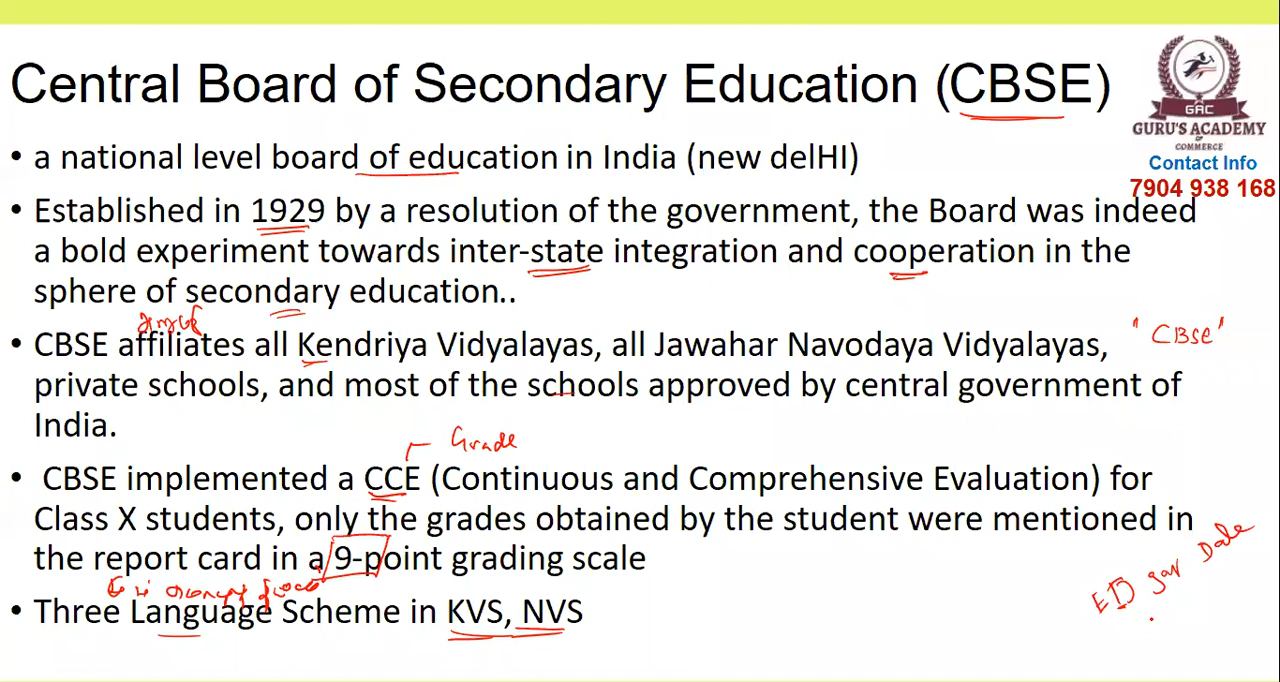 Central Board of Secondary Education (CBSE)
GAC
GURU'S ACADEMY
OF
COMMERCE
Contact Info
7904 938 168
• a national level board of education in India (new delHI)
• Established in 1929 by a resolution of the government, the Board was indeed
a bold experiment towards inter-state integration and cooperation in the
sphere of secondary education..
• CBSE affiliates all Kendriya Vidyalayas, all Jawahar Navodaya Vidyalayas,
"CBSE"
private schools, and most of the schools approved by central government of
India.
Grade
• CBSE implemented a CCE (Continuous and Comprehensive Evaluation) for
Class X students, only the grades obtained by the student were mentioned in
the report card in a 9-point grading scale
• Three Language Scheme in KVS, NVS